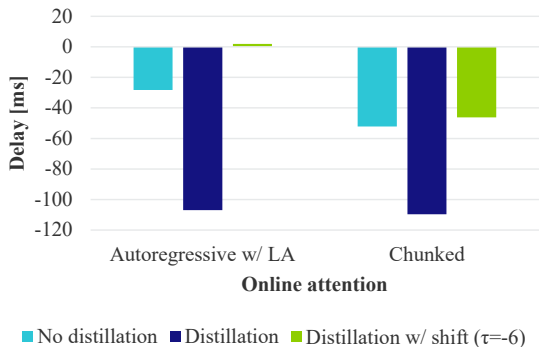 20
0
-20
-40
-60
-80
-100
-120
Delay [ms]
Autoregressive w/ LA Chunked
Online attention
No distillation Distillation Distillation w/ shift (τ=-6)